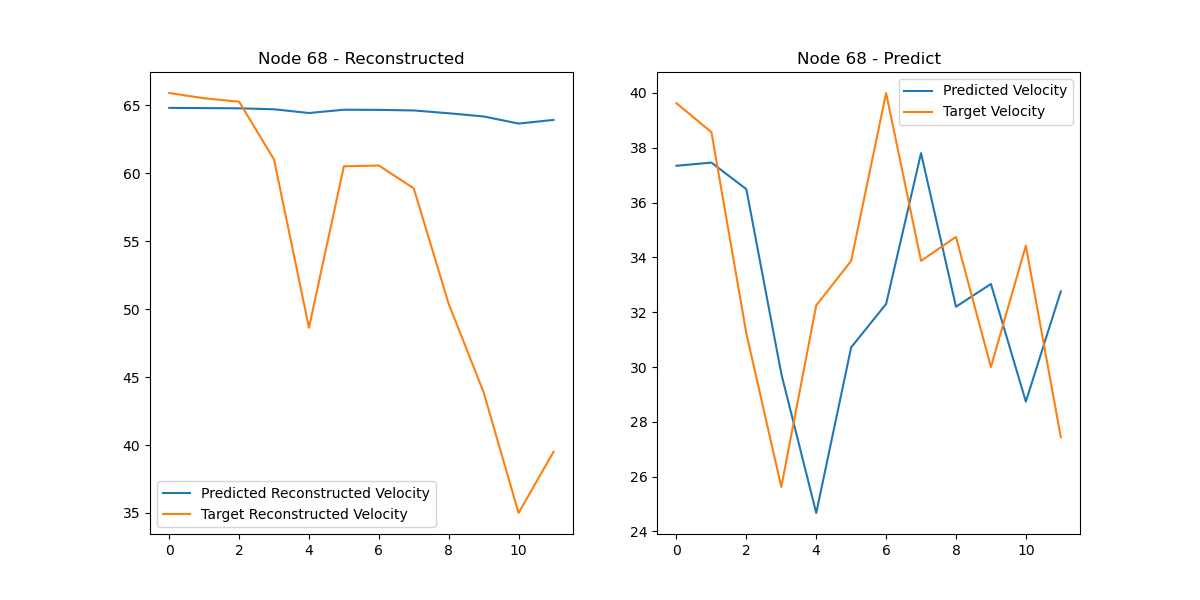 Node 68 - Reconstructed
65
60
55
50
45
40
35
0 2 4 6 8 10
Predicted Reconstructed Velocity
Target Reconstructed Velocity
Node 68 - Predict
40
38
36
34
32
30
28
26
24
0 2 4 6 8 10
Predicted Velocity
Target Velocity